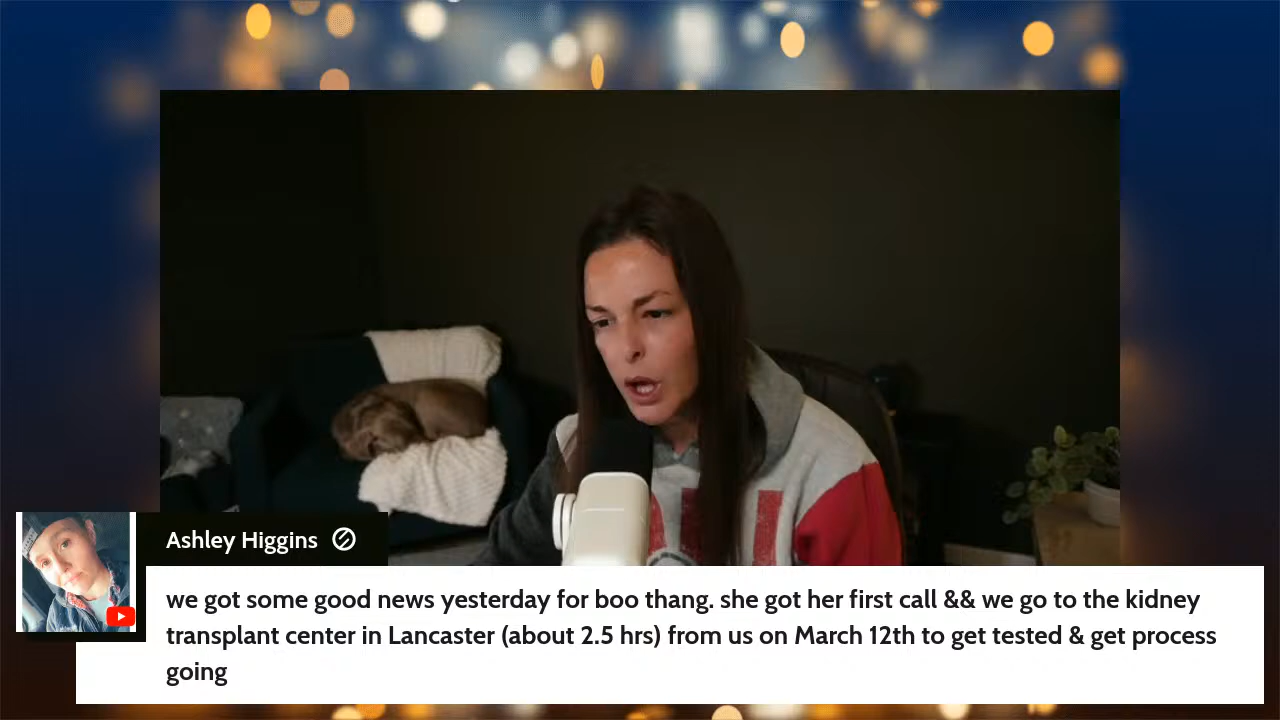 Ashley Higgins
we got some good news yesterday for boo thang. she got her first call && we go to the kidney
transplant center in Lancaster (about 2.5 hrs) from us on March 12th to get tested & get process
going